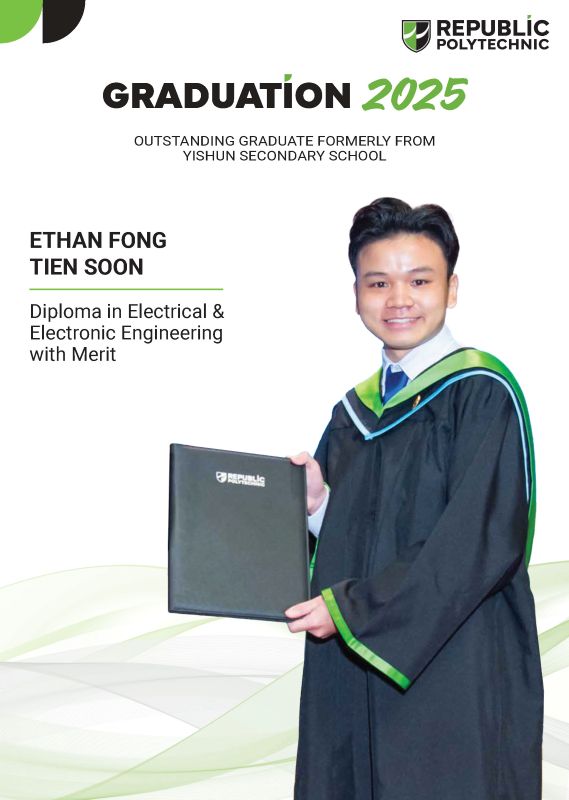 REPUBLIC
POLYTECHNIC
GRADUATION 2025
OUTSTANDING GRADUATE FORMERLY FROM
YISHUN SECONDARY SCHOOL
ETHAN FONG
TIEN SOON
Diploma in Electrical &
Electronic Engineering
with Merit
REPUBLIC
POLYTECHNIC